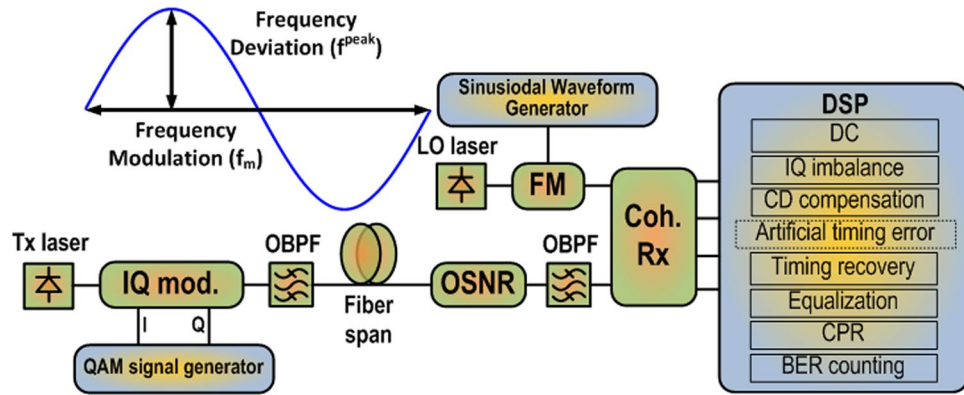 Frequency
Deviation (f^peak)
Frequency
Modulation (fₘ)
Sinusiodal Waveform
Generator
LO laser
FM
Coh.
Rx
Tx laser
IQ mod.
I
Q
QAM signal generator
OBPF
Fiber
span
OSNR
OBPF
DSP
DC
IQ imbalance
CD compensation
Artificial timing error
Timing recovery
Equalization
CPR
BER counting